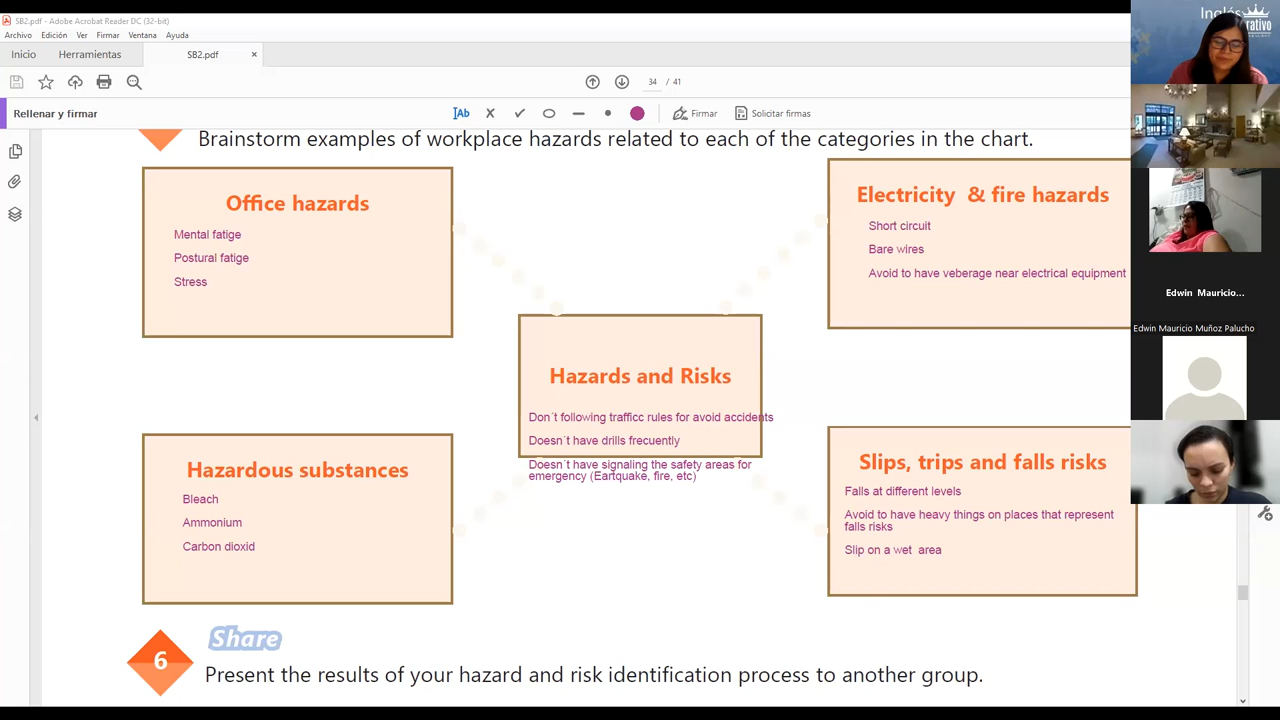 SB2.pdf - Adobe Acrobat Reader DC (32-bit)
Archivo Edición Ver Firmar Ventana Ayuda
Inicio Herramientas SB2.pdf ×
34 / 41
Rellenar y firmar
Ab
Firmar
Solicitar firmas
Brainstorm examples of workplace hazards related to each of the categories in the chart.
Office hazards
Mental fatige
Postural fatige
Stress
Electricity & fire hazards
Short circuit
Bare wires
Avoid to have veberage near electrical equipment
Hazards and Risks
Don´t following trafficc rules for avoid accidents
Doesn´t have drills frecuently
Doesn´t have signaling the safety areas for
emergency (Eartquake, fire, etc)
Hazardous substances
Bleach
Ammonium
Carbon dioxid
Slips, trips and falls risks
Falls at different levels
Avoid to have heavy things on places that represent
falls risks
Slip on a wet area
6
Share
Present the results of your hazard and risk identification process to another group.
Inglés
rativo
Edwin Mauricio...
Edwin Mauricio Muñoz Palucho